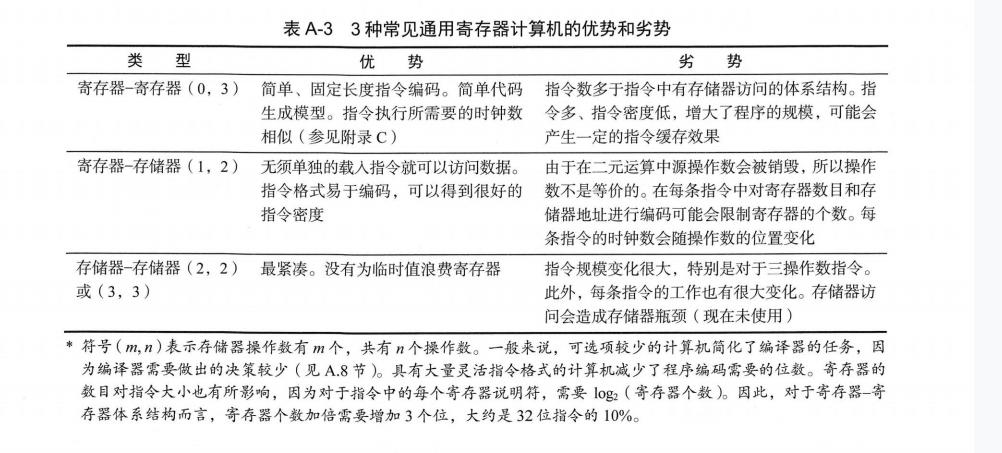 表 A-3 3 种常见通用寄存器计算机的优势和劣势
类 型 优 势 劣 势
寄存器–寄存器（0，3） 简单、固定长度指令编码。简单代码 指令数多于指令中有存储器访问的体系结构。指
生成模型。指令执行所需要的时钟数 令多、指令密度低，增大了程序的规模，可能会
相似（参见附录 C） 产生一定的指令缓存效果
寄存器–存储器（1，2） 无须单独的载入指令就可以访问数据。 由于在二元运算中源操作数会被销毁，所以操作
指令格式易于编码，可以得到很好的 数不是等价的。在每条指令中对寄存器数目和存
指令密度 储器地址进行编码可能会限制寄存器的个数。每
条指令的时钟数会随操作数的位置变化
存储器–存储器（2，2） 最紧凑。没有为临时值浪费寄存器 指令规模变化很大，特别是对于三操作数指令。
或（3，3） 此外，每条指令的工作也有很大变化。存储器访
问会造成存储器瓶颈（现在未使用）
* 符号（m, n）表示存储器操作数有 m 个，共有 n 个操作数。一般来说，可选项较少的计算机简化了编译器的任务，因
为编译器需要做出的决策较少（见 A.8 节）。具有大量灵活指令格式的计算机减少了程序编码需要的位数。寄存器的
数目对指令大小也有所影响，因为对于指令中的每个寄存器说明符，需要 log₂（寄存器个数）。因此，对于寄存器–寄
存器体系结构而言，寄存器个数加倍需要增加 3 个位，大约是 32 位指令的 10%。